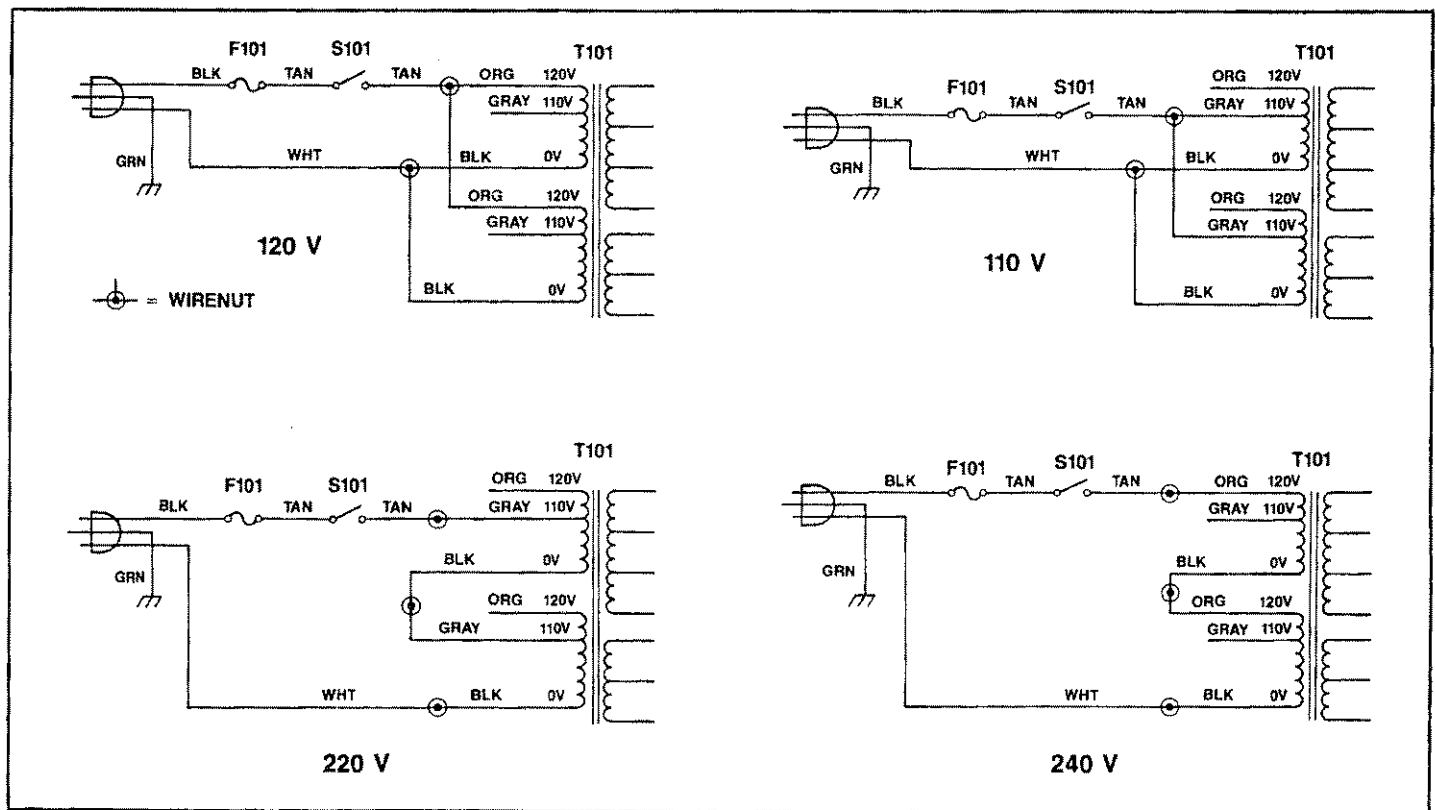 F101 S101 T101
BLK TAN TAN ORG 120V
GRAY 110V
GRN
WHT BLK 0V
ORG 120V
GRAY 110V
120 V
BLK 0V
= WIRENUT
T101
F101 S101 ORG 120V
BLK TAN TAN GRAY 110V
GRN
WHT BLK 0V
ORG 120V
GRAY 110V
110 V
BLK 0V
T101
F101 S101 ORG 120V
BLK TAN TAN GRAY 110V
BLK 0V
GRN
ORG 120V
GRAY 110V
WHT BLK 0V
220 V
F101 S101 T101
BLK TAN TAN ORG 120V
GRAY 110V
BLK 0V
GRN
ORG 120V
GRAY 110V
WHT BLK 0V
240 V